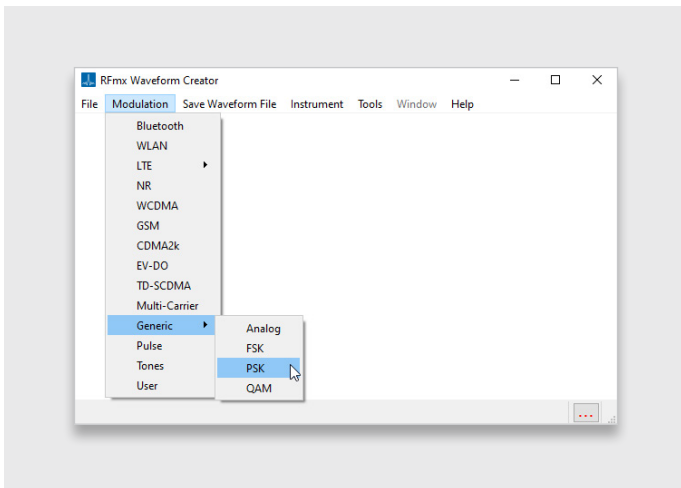 RFmx Waveform Creator
File Modulation Save Waveform File Instrument Tools Window Help
Bluetooth
WLAN
LTE
NR
WCDMA
GSM
CDMA2k
EV-DO
TD-SCDMA
Multi-Carrier
Generic
Pulse
Tones
User
Analog
FSK
PSK
QAM
...